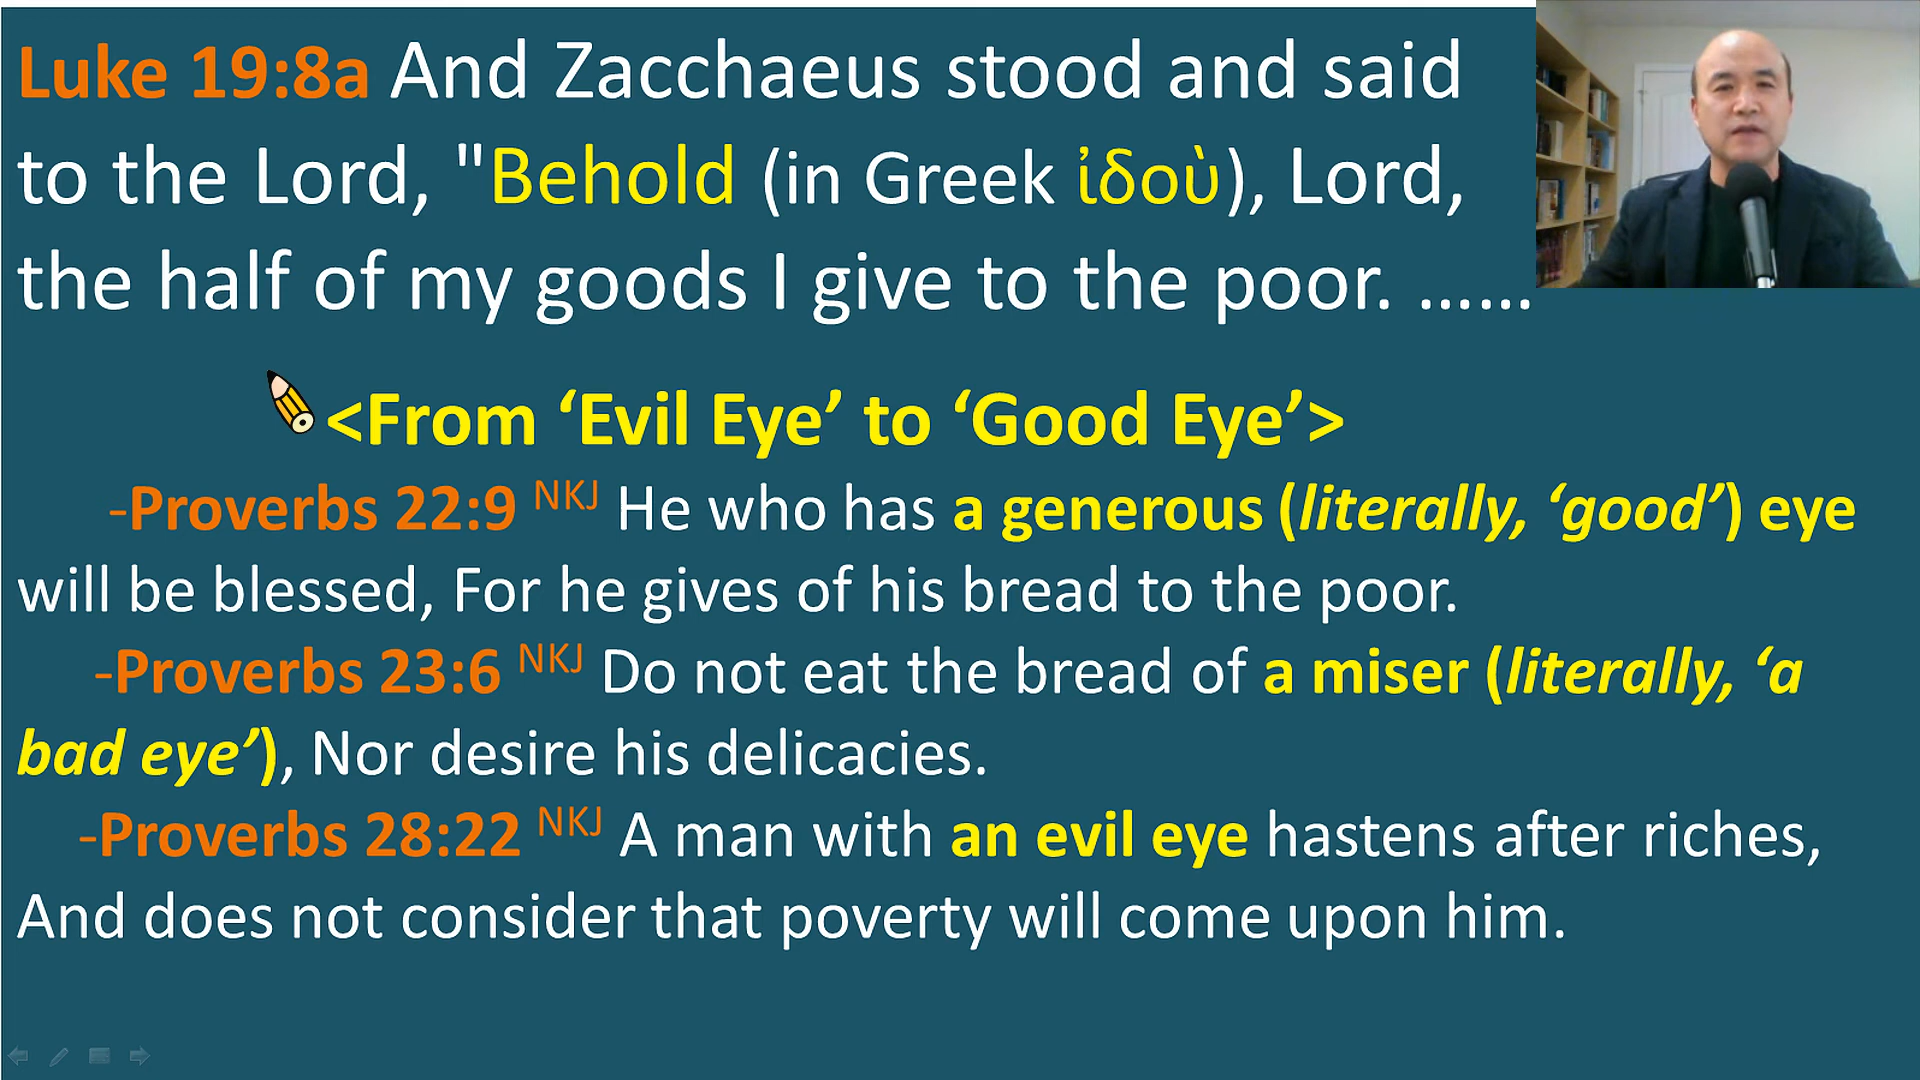 Luke 19:8a And Zacchaeus stood and said
to the Lord, "Behold (in Greek ἰδοὺ), Lord,
the half of my goods I give to the poor. ......
<From ‘Evil Eye’ to ‘Good Eye’>
-Proverbs 22:9 NKJ He who has a generous (literally, ‘good’) eye
will be blessed, For he gives of his bread to the poor.
-Proverbs 23:6 NKJ Do not eat the bread of a miser (literally, ‘a
bad eye’), Nor desire his delicacies.
-Proverbs 28:22 NKJ A man with an evil eye hastens after riches,
And does not consider that poverty will come upon him.